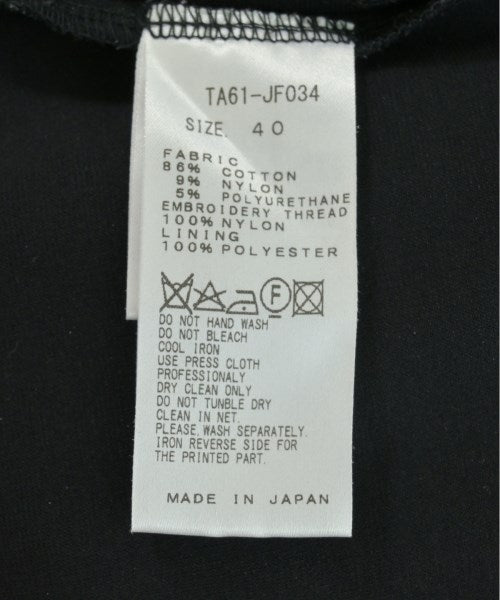 TA61-JF034
SIZE. 40
FABRIC
86% COTTON
9% NYLON
5% POLYURETHANE
EMBROIDERY THREAD
100% NYLON
LINING
100% POLYESTER
F
DO NOT HAND WASH
DO NOT BLEACH
COOL IRON
USE PRESS CLOTH
PROFESSIONALY
DRY CLEAN ONLY
DO NOT TUNBLE DRY
CLEAN IN NET.
PLEASE WASH SEPARATELY.
IRON REVERSE SIDE FOR
THE PRINTED PART.
MADE IN JAPAN